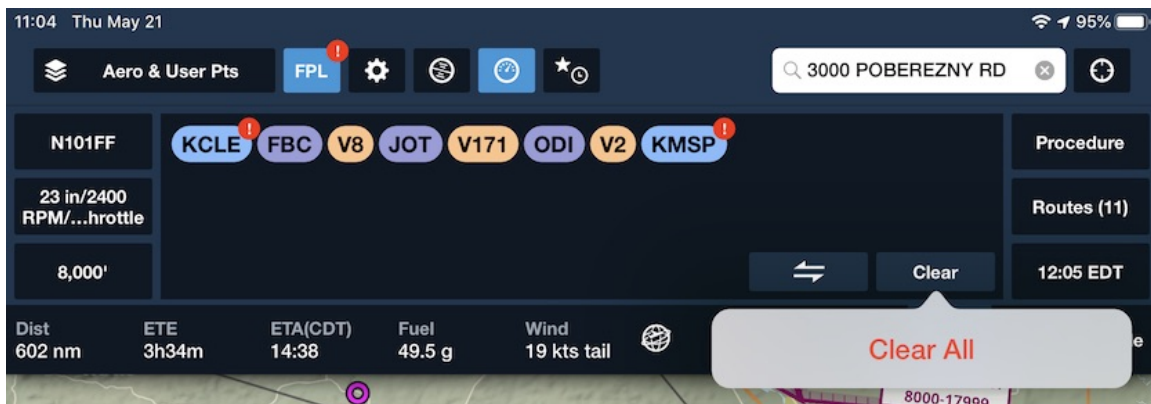 11:04 Thu May 21
95%
Aero & User Pts
FPL
3000 POBEREZNY RD
N101FF
KCLE FBC V8 JOT V171 ODI V2 KMSP
Procedure
23 in/2400
RPM/...hrottle
Routes (11)
8,000'
Clear
12:05 EDT
Dist ETE ETA(CDT) Fuel Wind
602 nm 3h34m 14:38 49.5 g 19 kts tail
Clear All
8000-17999